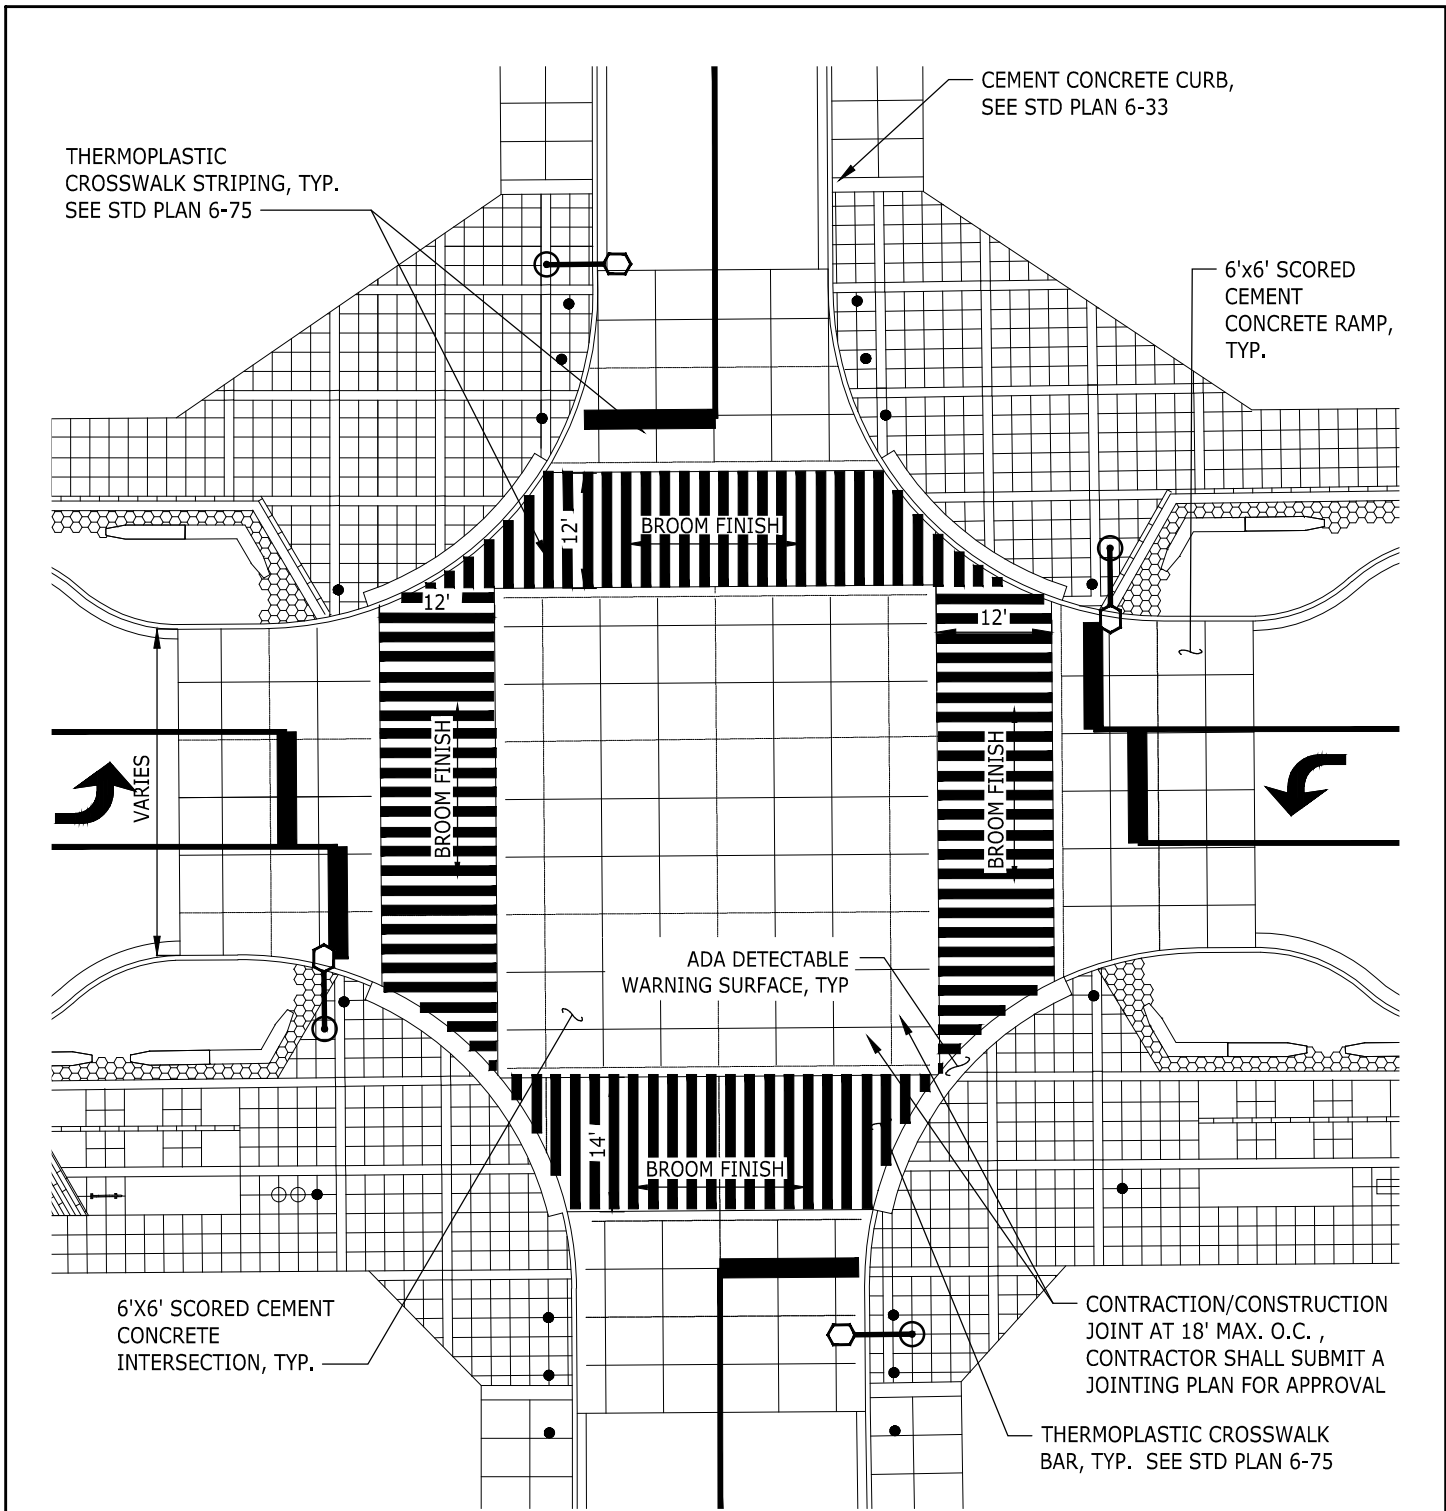 CEMENT CONCRETE CURB,
SEE STD PLAN 6-33
THERMOPLASTIC
CROSSWALK STRIPING, TYP.
SEE STD PLAN 6-75
6'x6' SCORED
CEMENT
CONCRETE RAMP,
TYP.
12'
BROOM FINISH
12'
12'
VARIES
BROOM FINISH
BROOM FINISH
ADA DETECTABLE
WARNING SURFACE, TYP
14'
BROOM FINISH
6'X6' SCORED CEMENT
CONCRETE
INTERSECTION, TYP.
CONTRACTION/CONSTRUCTION
JOINT AT 18' MAX. O.C. ,
CONTRACTOR SHALL SUBMIT A
JOINTING PLAN FOR APPROVAL
THERMOPLASTIC CROSSWALK
BAR, TYP.  SEE STD PLAN 6-75